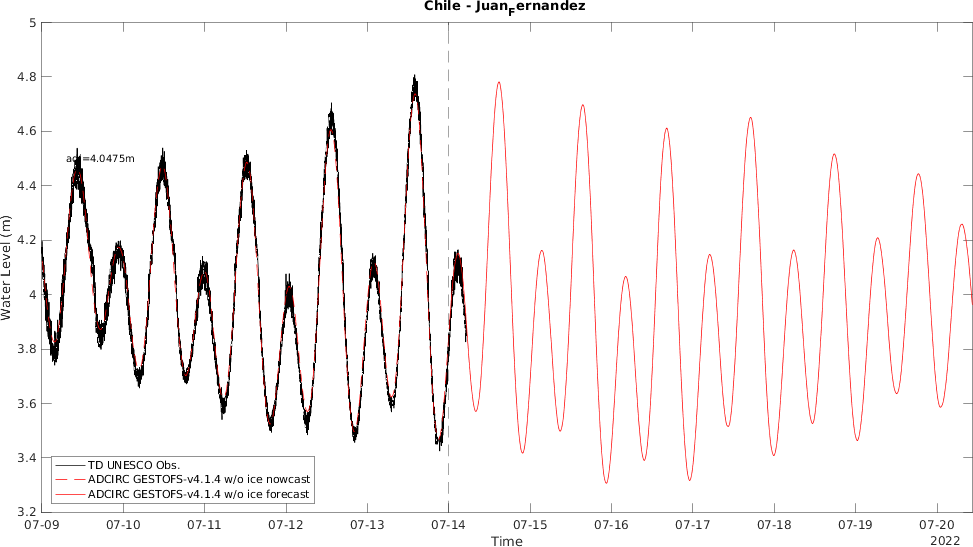 Chile - JuanFernandez
5
4.8
4.6
4.4
4.2
4
3.8
3.6
3.4
3.2
Water Level (m)
=4.0475m
TD UNESCO Obs.
ADCIRC GESTOFS-v4.1.4 w/o ice nowcast
ADCIRC GESTOFS-v4.1.4 w/o ice forecast
07-09 07-10 07-11 07-12 07-13 07-14 07-15 07-16 07-17 07-18 07-19 07-20
Time
2022